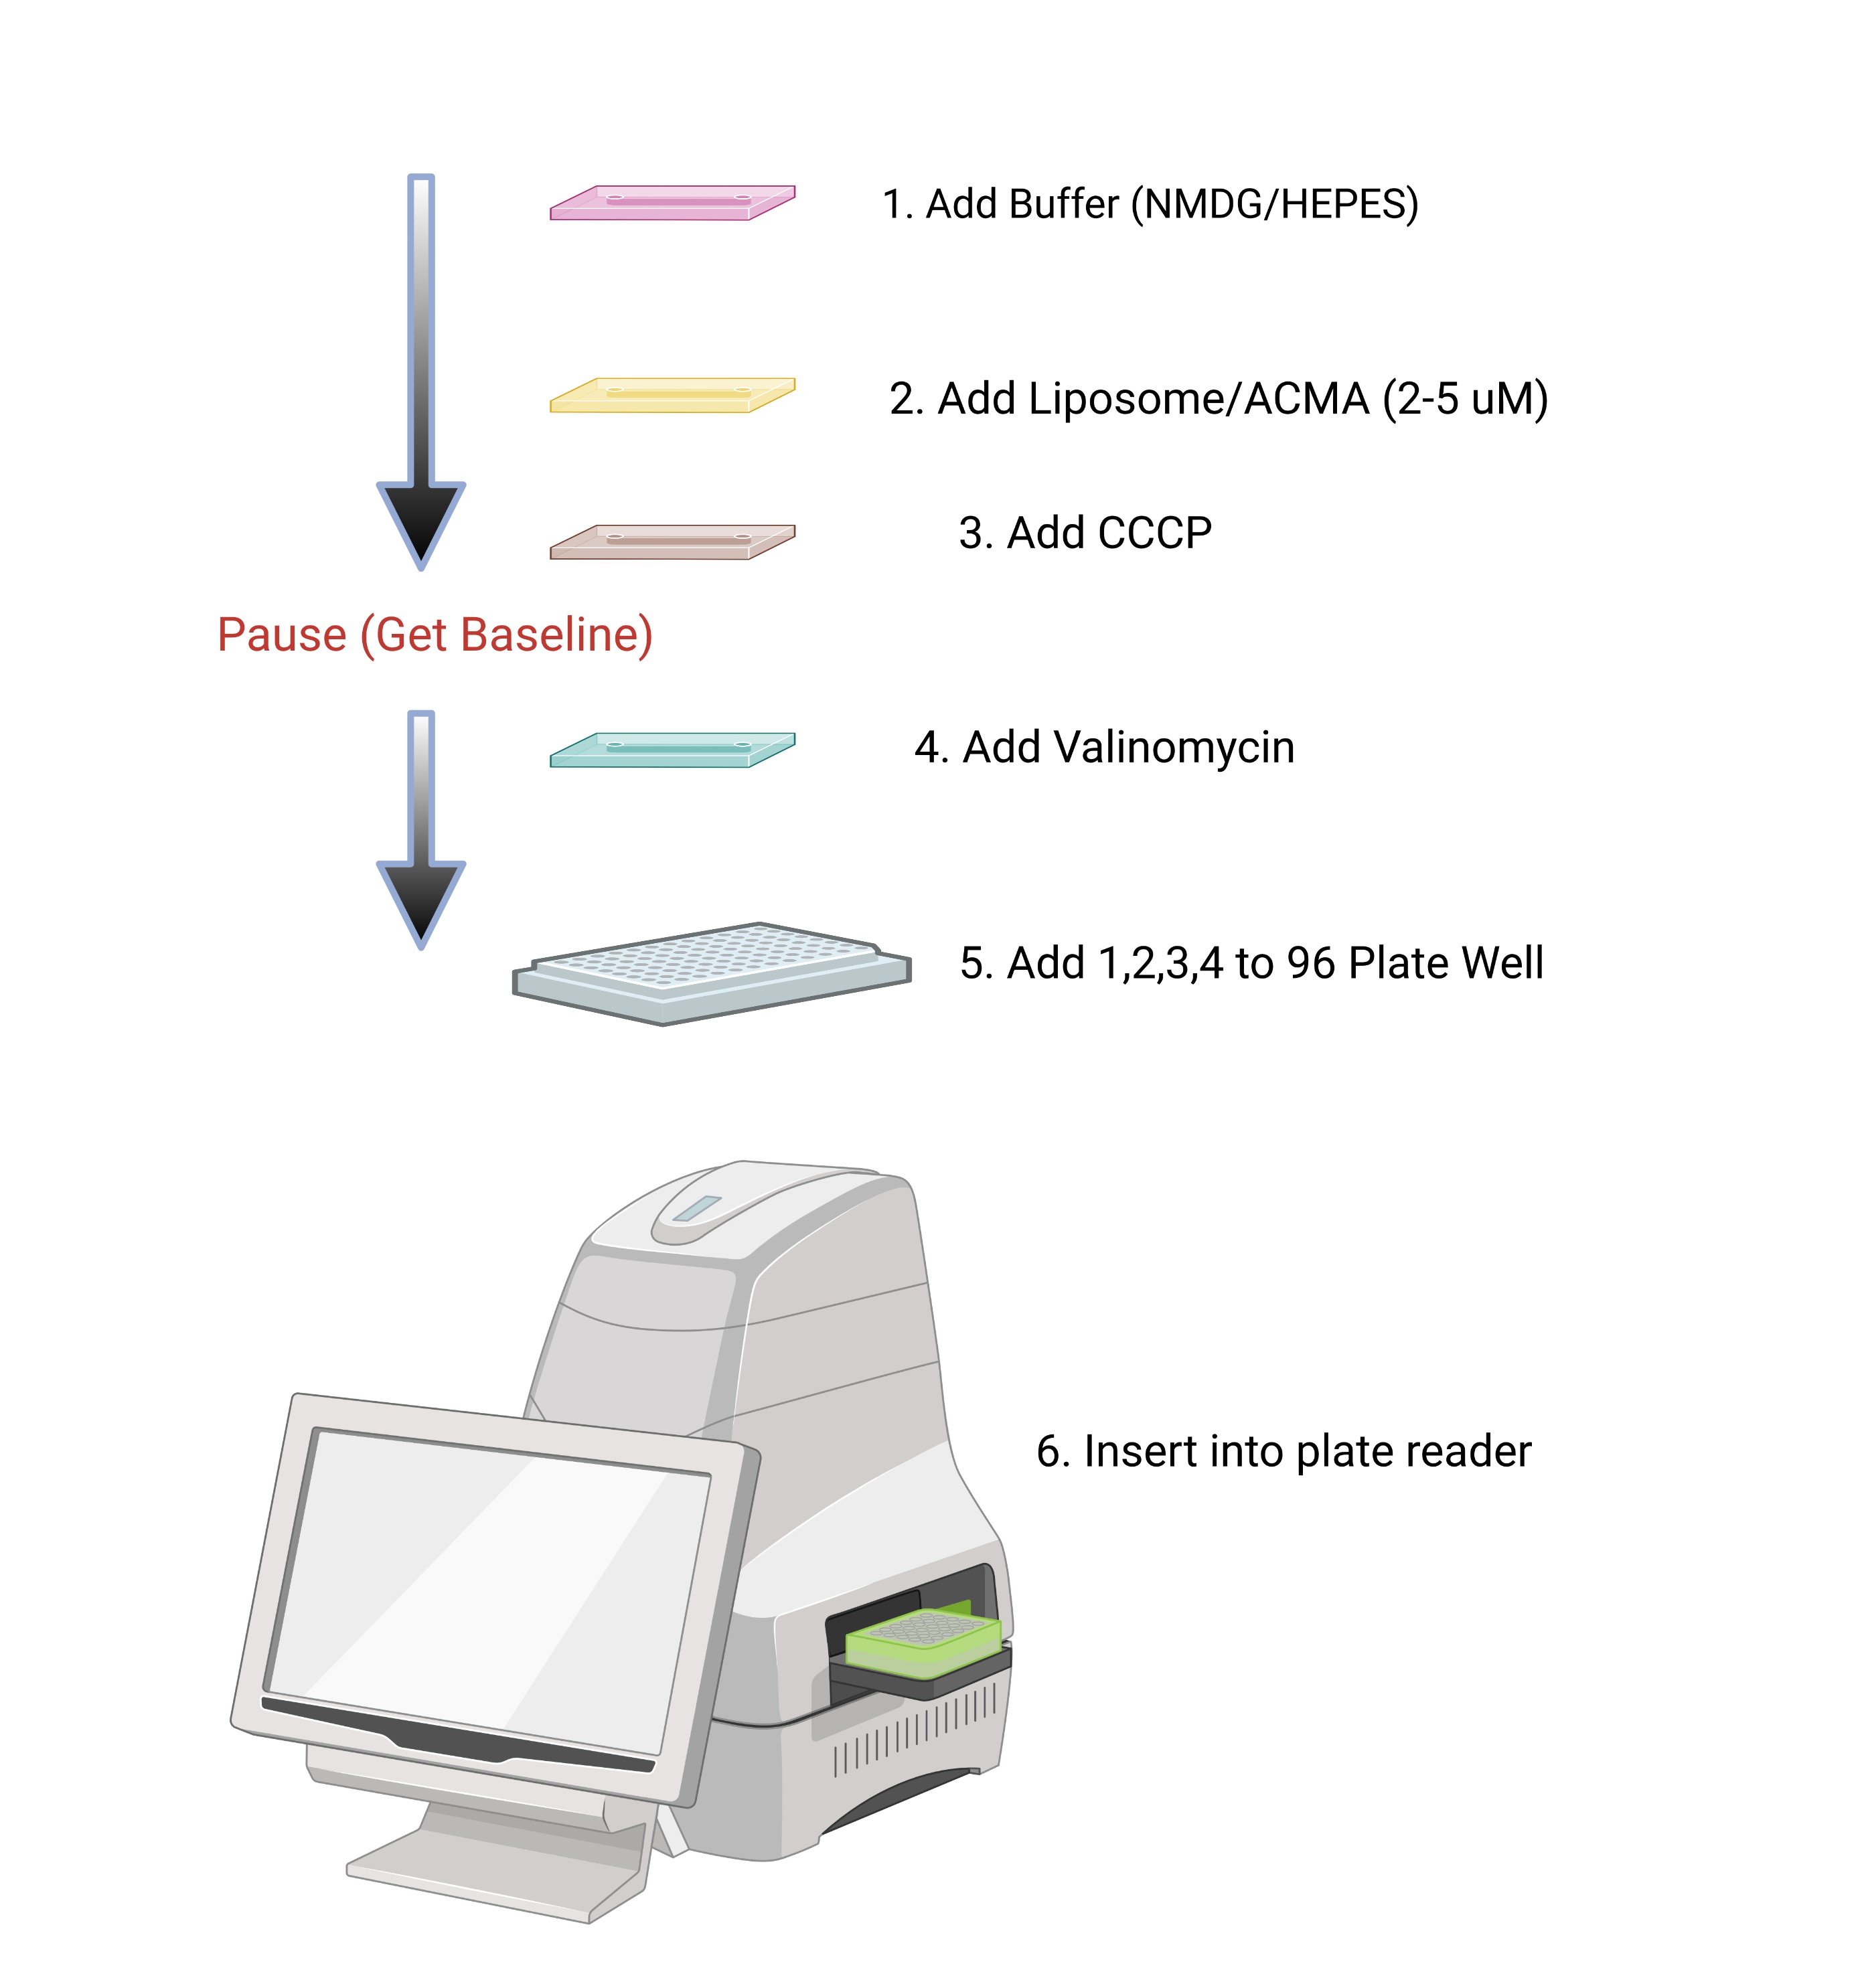 1. Add Buffer (NMDG/HEPES)
2. Add Liposome/ACMA (2-5 uM)
3. Add CCCP
Pause (Get Baseline)
4. Add Valinomycin
5. Add 1,2,3,4 to 96 Plate Well
6. Insert into plate reader